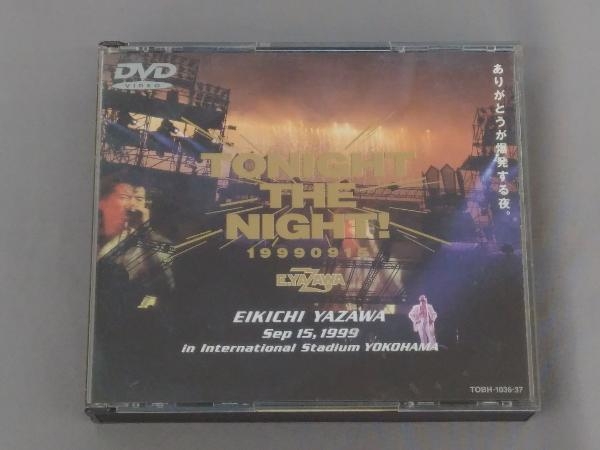 DVD
VIDEO
ありがとうが爆発する夜。
TONIGHT
THE
NIGHT!
19990915
E.YAZAWA
EIKICHI YAZAWA
Sep 15, 1999
in International Stadium YOKOHAMA
TOBH-1036·37